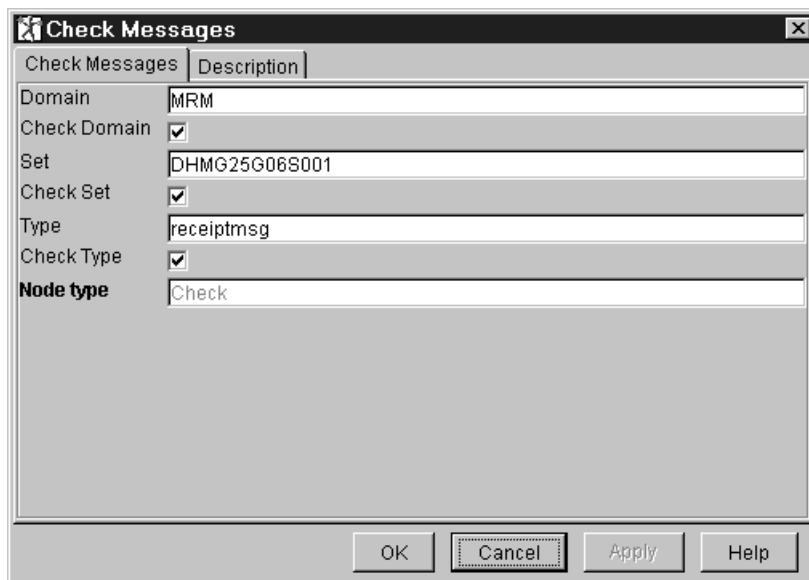 Check Messages
Check Messages Description
Domain MRM
Check Domain
Set DHMG25G06S001
Check Set
Type receiptmsg
Check Type
Node type Check
OK Cancel Apply Help